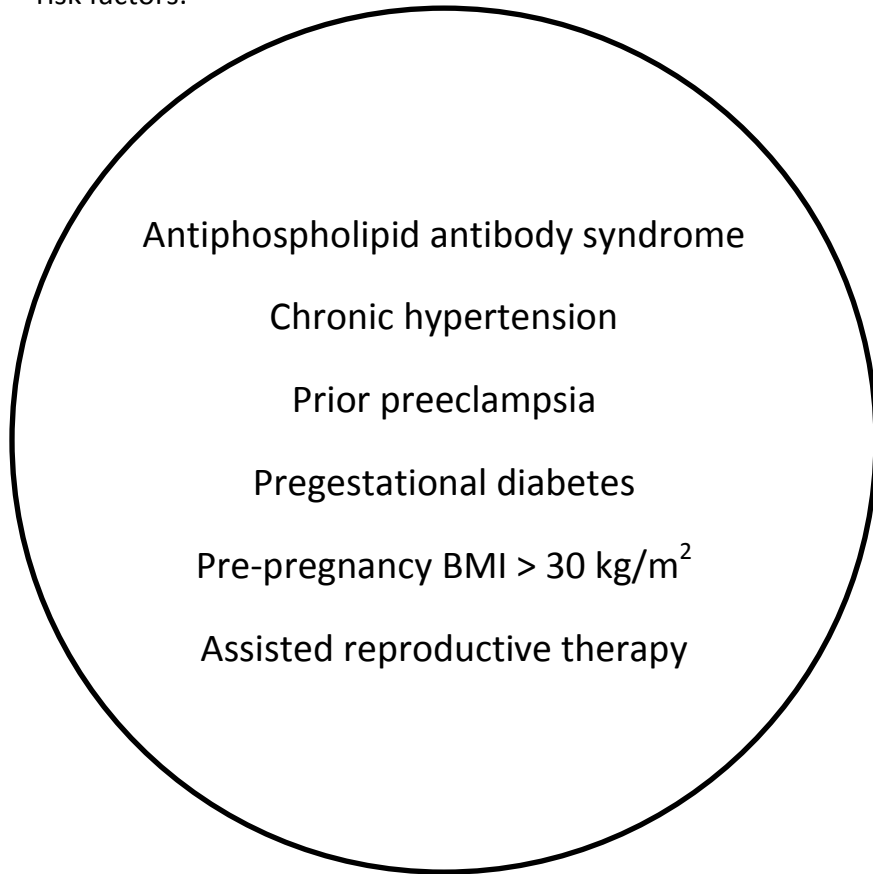 risk factors.
Antiphospholipid antibody syndrome
Chronic hypertension
Prior preeclampsia
Pregestational diabetes
Pre-pregnancy BMI > 30 kg/m²
Assisted reproductive therapy